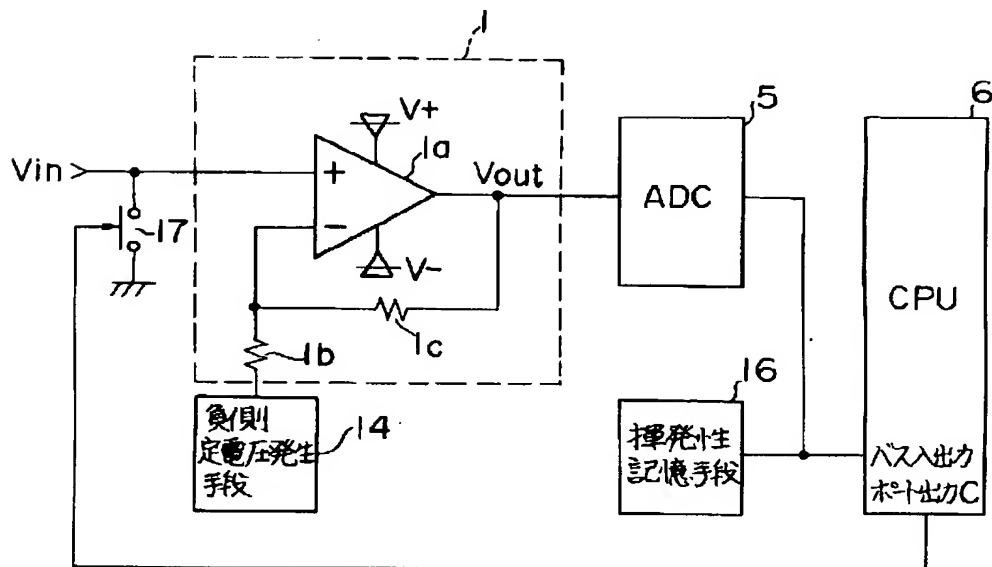 1
5
6
V+
1a
Vin
+
Vout
ADC
-
17
V-
CPU
1c
1b
16
負側
定電圧発生
手段
14
揮発性
記憶手段
バス入出力
ポート出力C